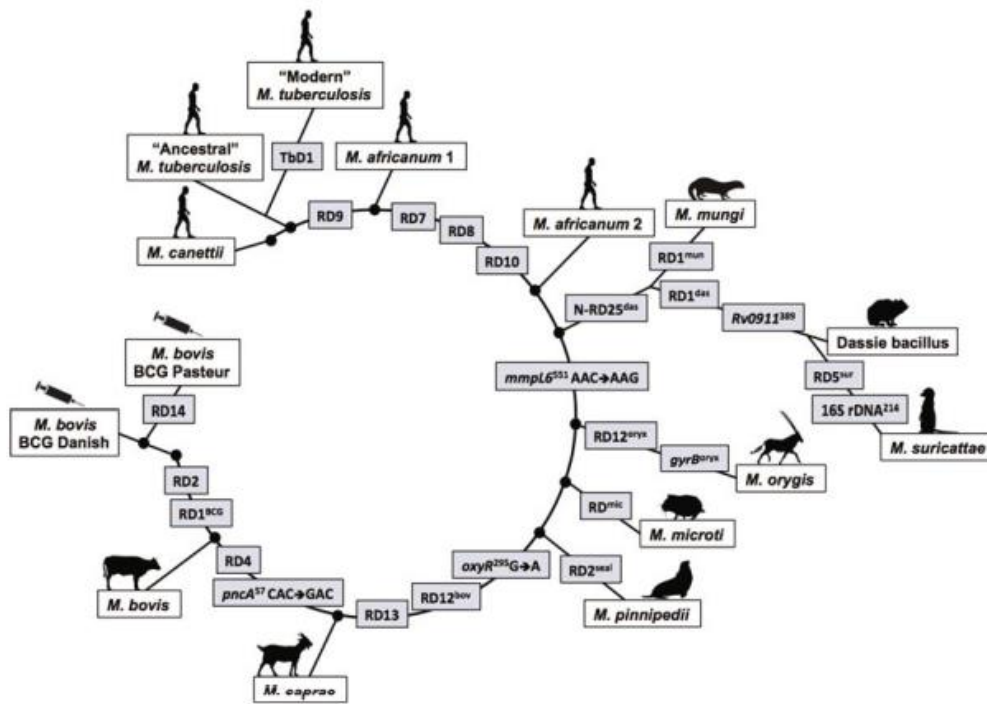 "Modern"
M. tuberculosis
"Ancestral"
M. tuberculosis
TbD1
M. africanum 1
M. canettii
RD9
RD7
RD8
RD10
M. africanum 2
M. mungi
RD1mun
N-RD25das
RD1das
Rv0911389
Dassie bacillus
RD5sur
16S rDNA214
M. suricattae
mmpL6551 AAC→AAG
RD12oryx
gyrBoryx
M. orygis
RDmic
M. microti
oxyR295G→A
RD2seal
M. pinnipedii
RD12bov
RD13
M. caprae
pncA57 CAC→GAC
RD4
M. bovis
RD1BCG
RD2
M. bovis
BCG Danish
RD14
M. bovis
BCG Pasteur